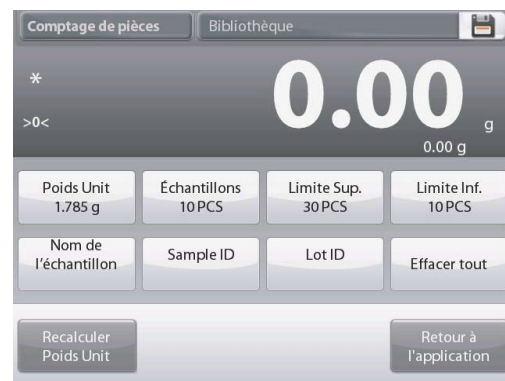 Comptage de pièces
Bibliothèque
*
0.00 g
>0<
0.00 g
Poids Unit
1.785 g
Échantillons
10 PCS
Limite Sup.
30 PCS
Limite Inf.
10 PCS
Nom de
l'échantillon
Sample ID
Lot ID
Effacer tout
Recalculer
Poids Unit
Retour à
l'application